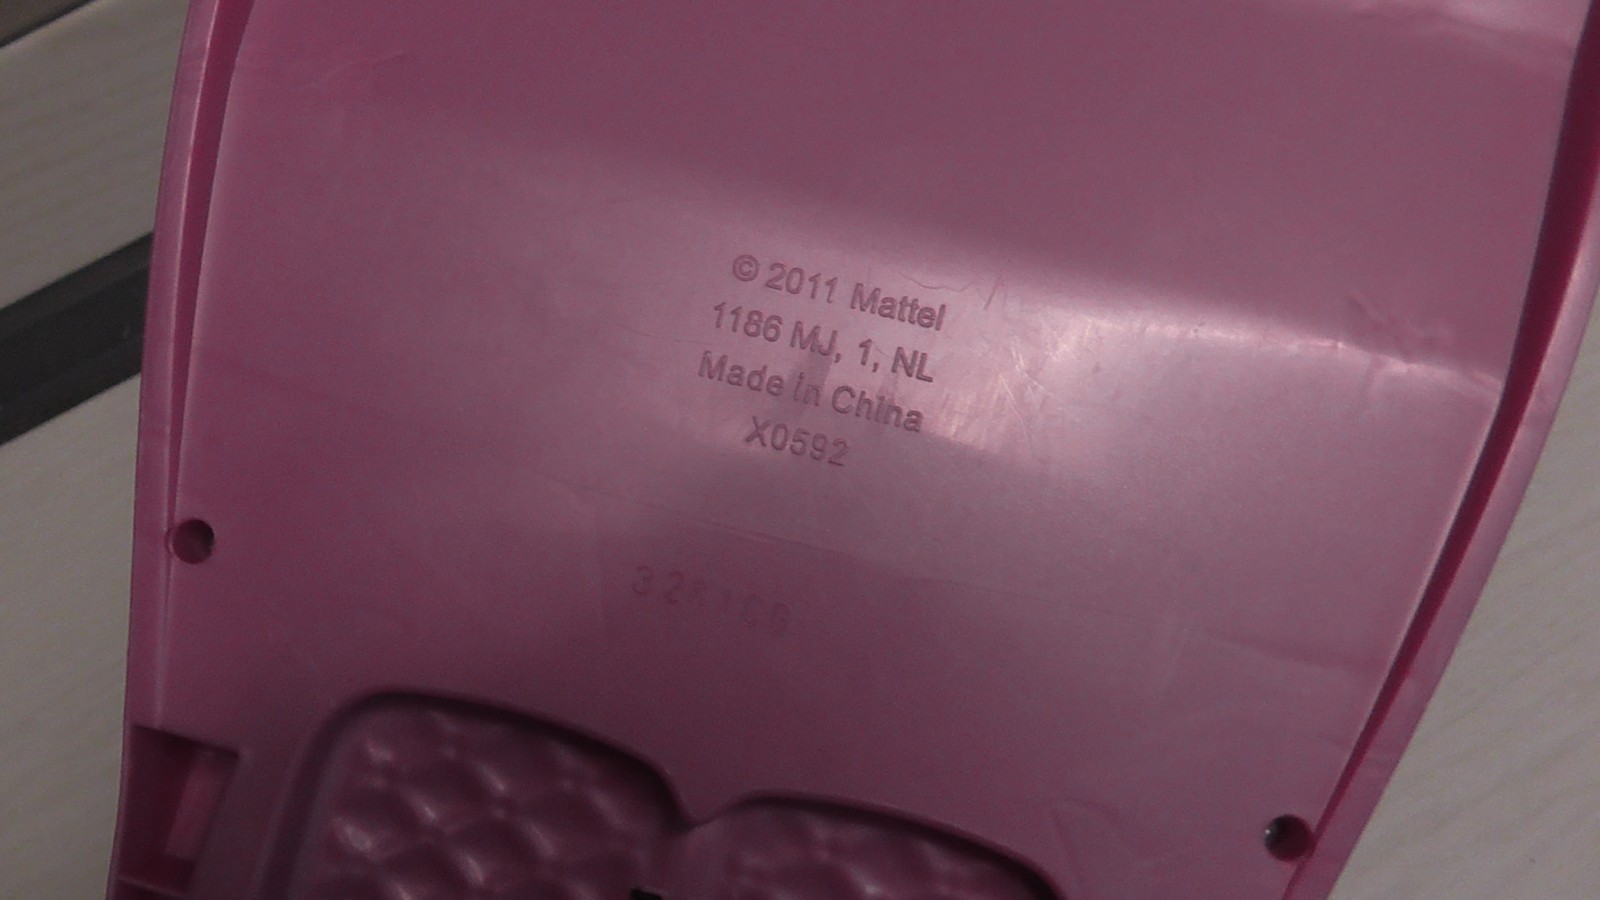 © 2011 Mattel
1186 MJ, 1, NL
Made in China
X0592